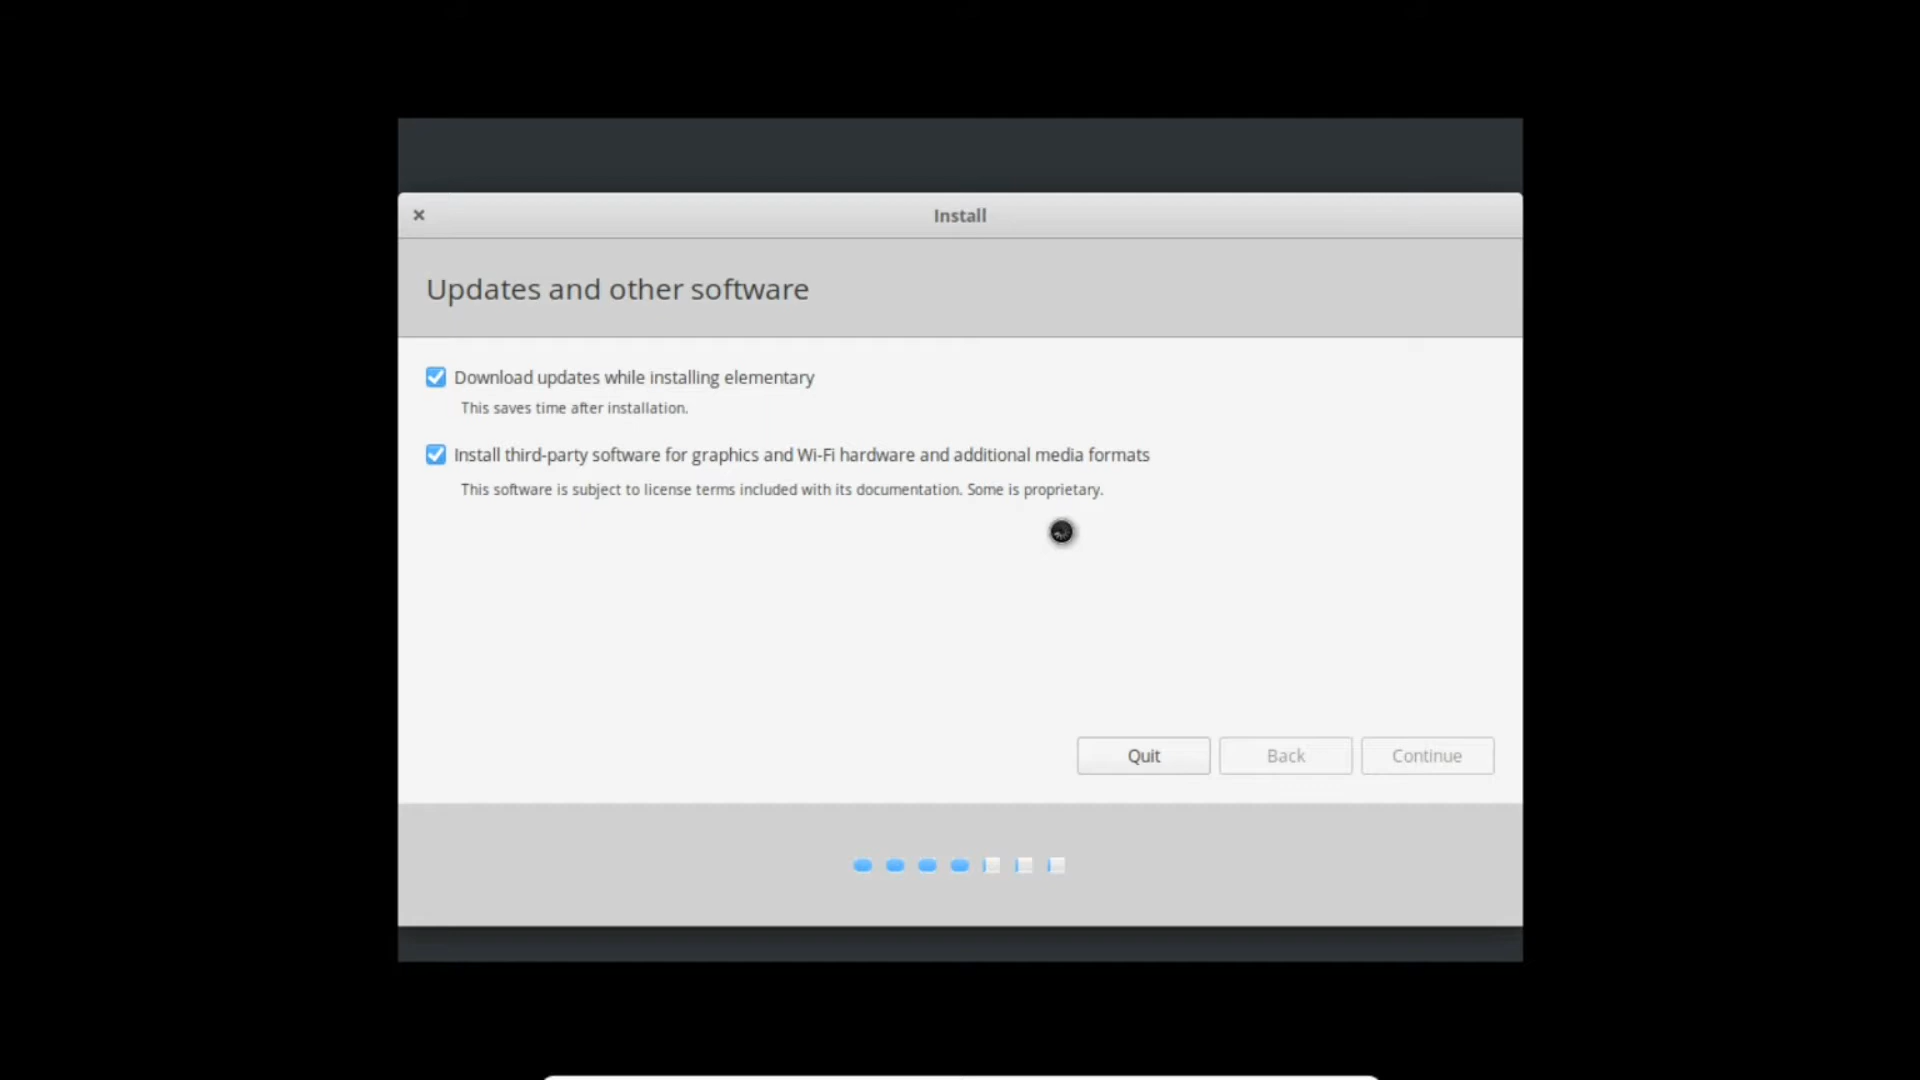 Install
Updates and other software
Download updates while installing elementary
This saves time after installation.
Install third-party software for graphics and Wi-Fi hardware and additional media formats
This software is subject to license terms included with its documentation. Some is proprietary.
Quit Back Continue